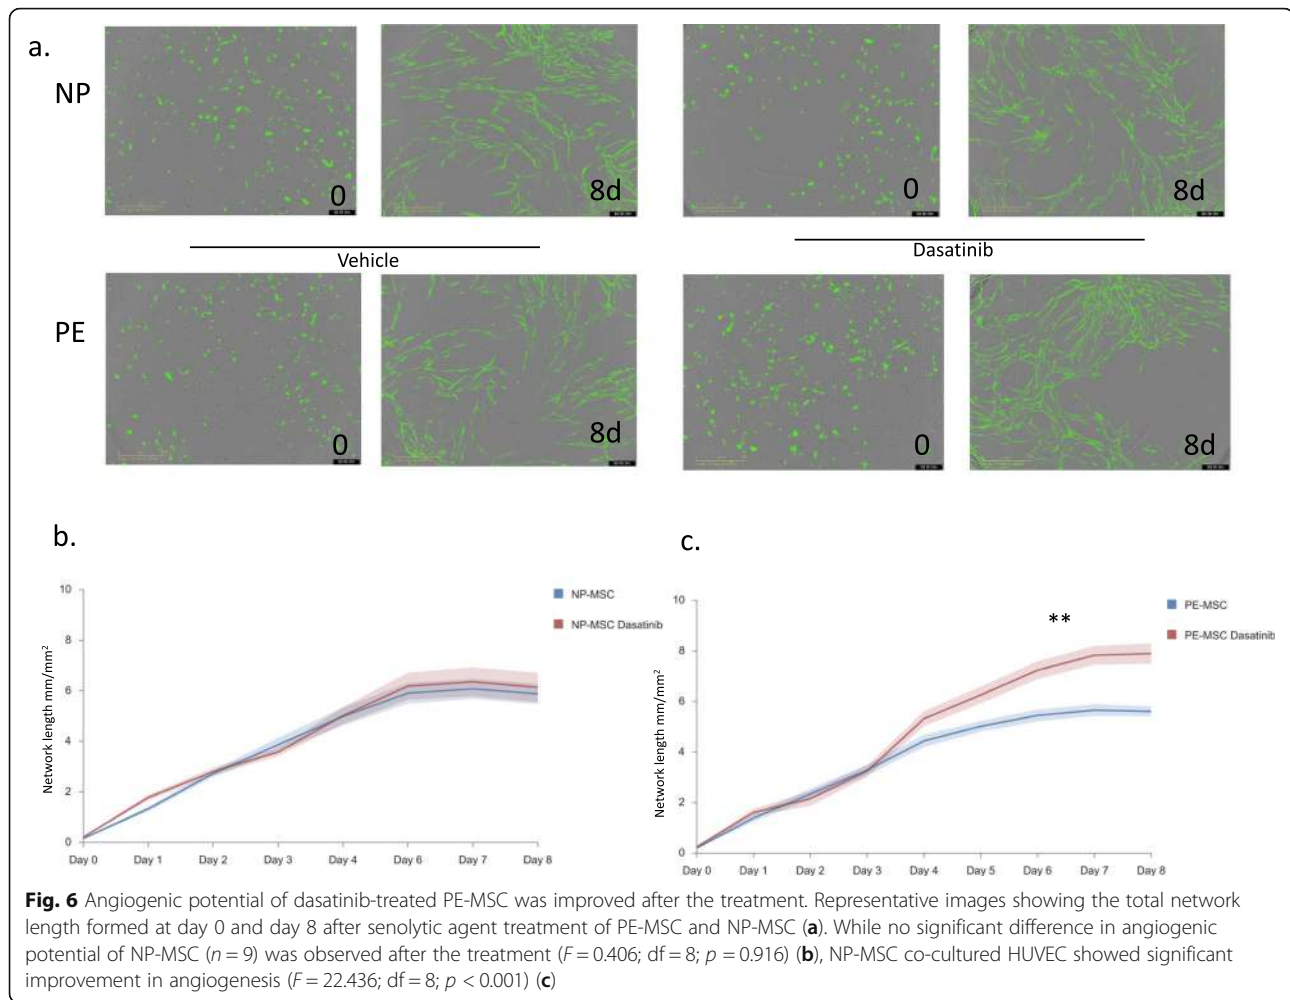 a.
NP
0
8d
0
8d
Vehicle
Dasatinib
PE
0
8d
0
8d
b.
10
8
6
4
2
0
Network length mm/mm²
Day 0 Day 1 Day 2 Day 3 Day 4 Day 6 Day 7 Day 8
NP-MSC
NP-MSC Dasatinib
c.
10
8
6
4
2
0
Network length mm/mm²
**
Day 0 Day 1 Day 2 Day 3 Day 4 Day 5 Day 6 Day 7 Day 8
PE-MSC
PE-MSC Dasatinib
Fig. 6 Angiogenic potential of dasatinib-treated PE-MSC was improved after the treatment. Representative images showing the total network
length formed at day 0 and day 8 after senolytic agent treatment of PE-MSC and NP-MSC (a). While no significant difference in angiogenic
potential of NP-MSC (n = 9) was observed after the treatment (F = 0.406; df = 8; p = 0.916) (b), NP-MSC co-cultured HUVEC showed significant
improvement in angiogenesis (F = 22.436; df = 8; p < 0.001) (c)